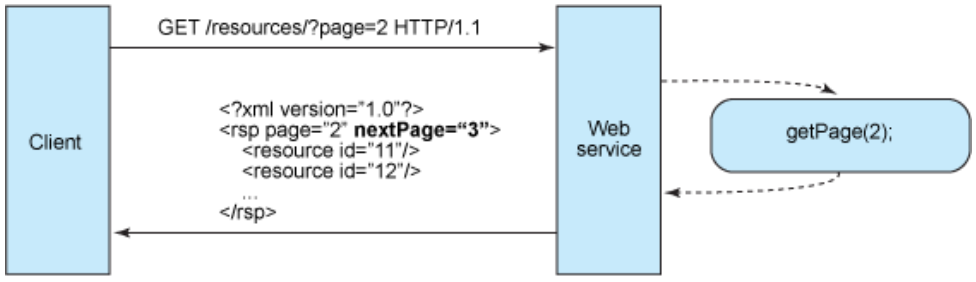 GET /resources/?page=2 HTTP/1.1
Client
<?xml version="1.0"?>
<rsp page="2" nextPage="3">
<resource id="11"/>
<resource id="12"/>
...
</rsp>
Web
service
getPage(2);